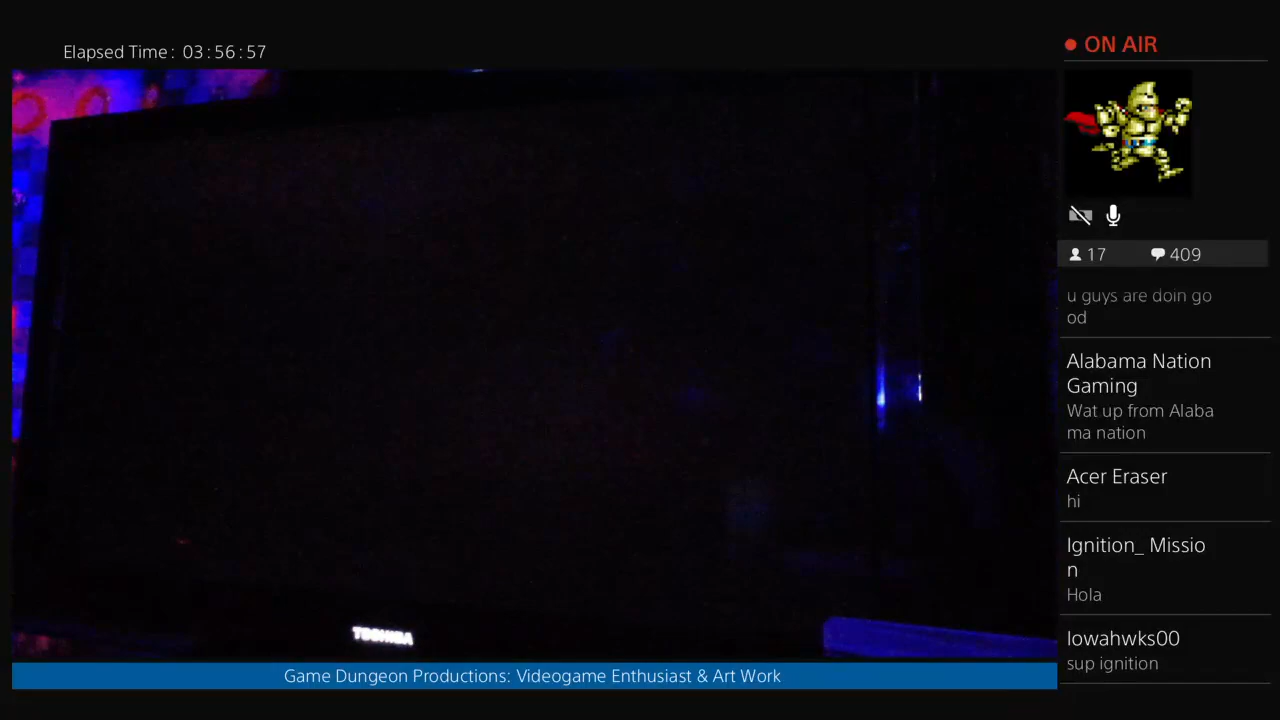 Elapsed Time: 03:56:57
ON AIR
17 409
u guys are doin go
od
Alabama Nation
Gaming
Wat up from Alaba
ma nation
Acer Eraser
hi
Ignition_ Missio
n
Hola
Iowahwks00
sup ignition
TOSHIBA
Game Dungeon Productions: Videogame Enthusiast & Art Work